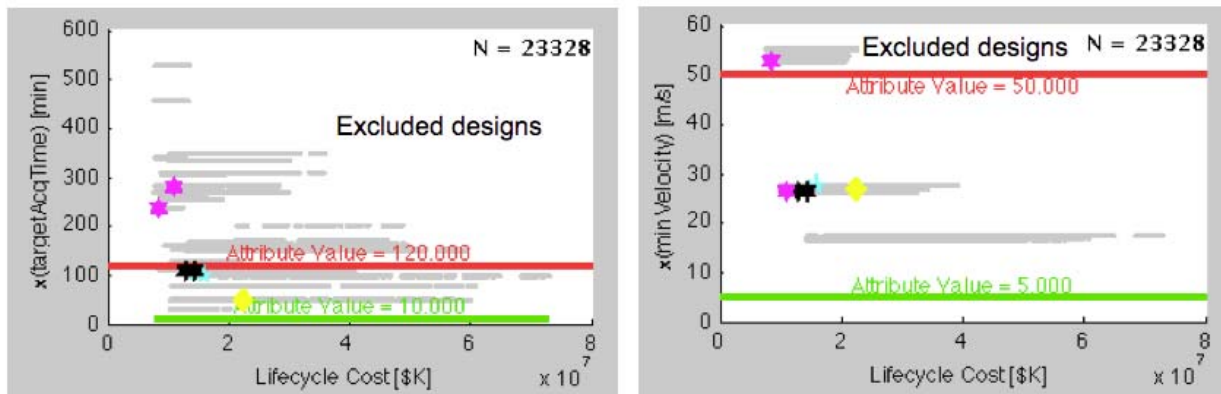 600
500
400
300
200
100
0
x(targetAcqTime) [min]
N = 23328
Excluded designs
Attribute Value = 120.000
Attribute Value = 10.000
0
2
4
6
8
Lifecycle Cost [$K]
x 10^7
60
50
40
30
20
10
0
x(minVelocity) [m/s]
Excluded designs
N = 23328
Attribute Value = 50.000
Attribute Value = 5.000
0
2
4
6
8
Lifecycle Cost [$K]
x 10^7